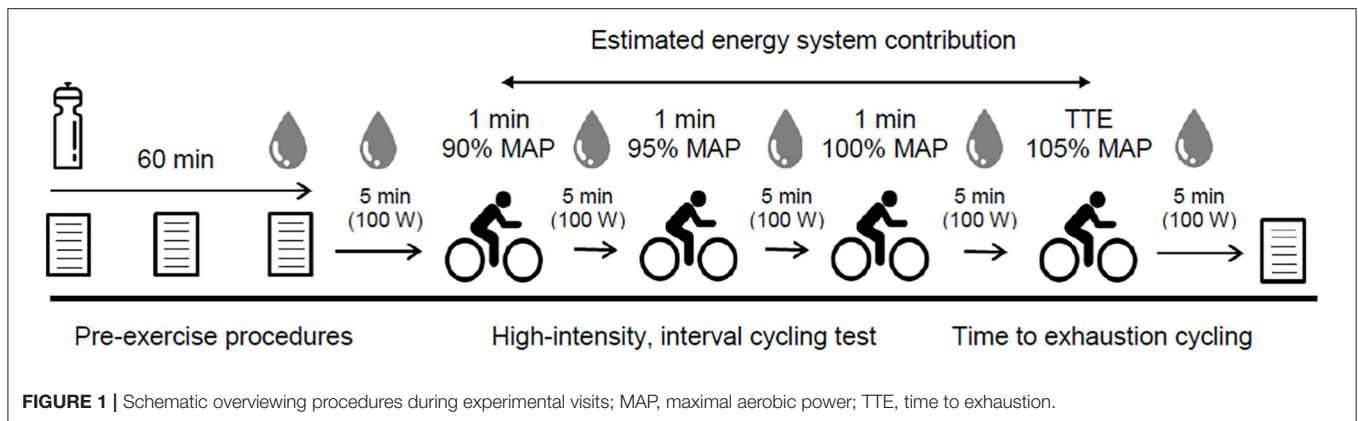 Estimated energy system contribution
60 min
1 min
90% MAP
1 min
95% MAP
1 min
100% MAP
TTE
105% MAP
5 min
(100 W)
5 min
(100 W)
5 min
(100 W)
5 min
(100 W)
5 min
(100 W)
Pre-exercise procedures
High-intensity, interval cycling test
Time to exhaustion cycling
FIGURE 1 | Schematic overviewing procedures during experimental visits; MAP, maximal aerobic power; TTE, time to exhaustion.